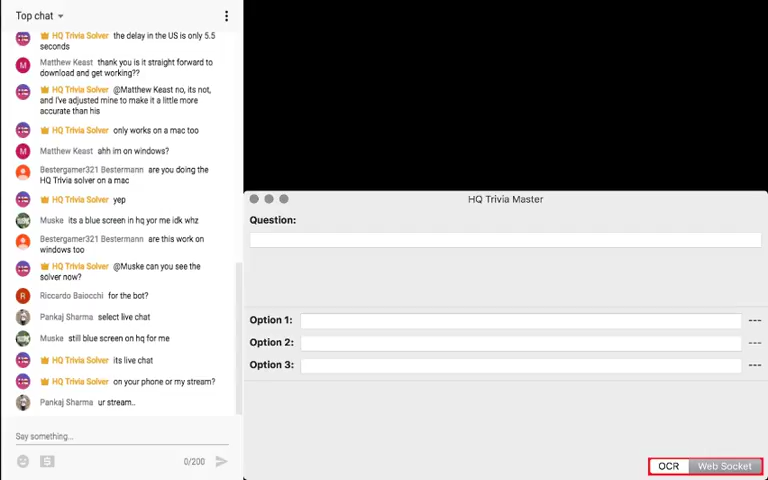 Top chat
HQ Trivia Solver the delay in the US is only 5.5
seconds
Matthew Keast thank you is it straight forward to
download and get working??
HQ Trivia Solver @Matthew Keast no, its not,
and I've adjusted mine to make it a little more
accurate than his
HQ Trivia Solver only works on a mac too
Matthew Keast ahh im on windows?
Bestergamer321 Bestermann are you doing the
HQ Trivia solver on a mac
HQ Trivia Solver yep
Muske its a blue screen in hq yor me idk whz
Bestergamer321 Bestermann are this work on
windows too
HQ Trivia Solver @Muske can you see the
solver now?
Riccardo Baiocchi for the bot?
Pankaj Sharma select live chat
Muske still blue screen on hq for me
HQ Trivia Solver its live chat
HQ Trivia Solver on your phone or my stream?
Pankaj Sharma ur stream..
Say something...
0/200
HQ Trivia Master
Question:
Option 1: ---
Option 2: ---
Option 3: ---
OCR Web Socket